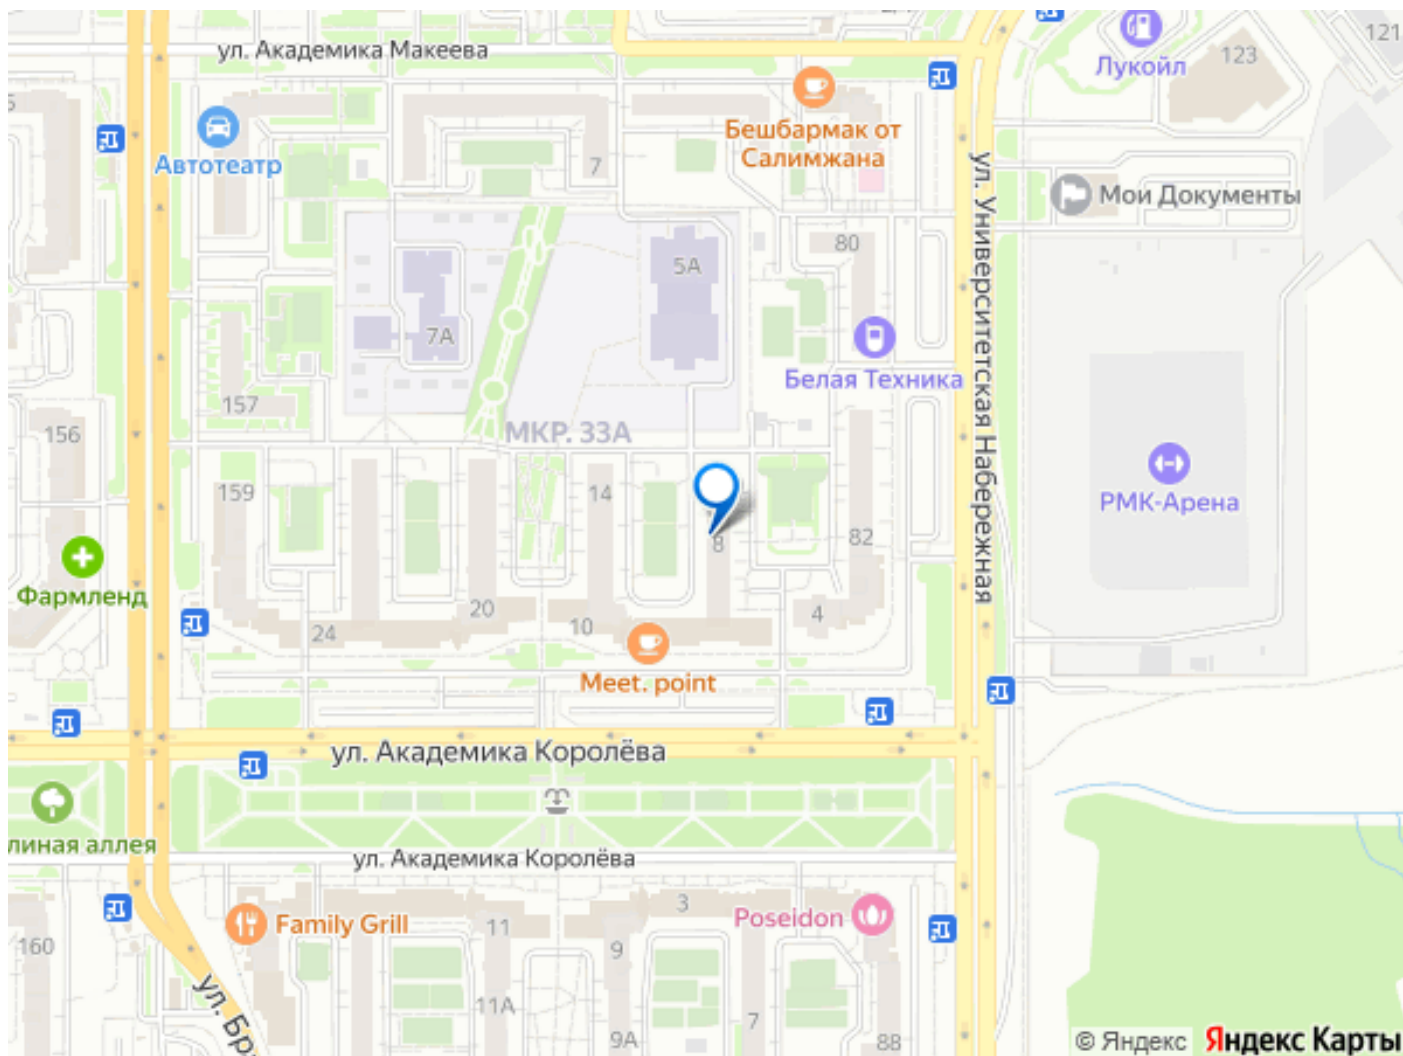 ул. Академика Макеева
Лукойл
123
121
Автотеатр
Бешбармак от
Салимжана
7
Мои Документы
80
5А
7А
Белая Техника
ул. Университетская Набережная
157
156
МКР. 33А
159
14
8
82
РМК-Арена
Фармленд
24
20
10
4
Meet. point
ул. Академика Королёва
линая аллея
ул. Академика Королёва
Family Grill
11
3
Poseidon
160
9
11А
7
9А
88
ул. Бр
© Яндекс Яндекс Карты